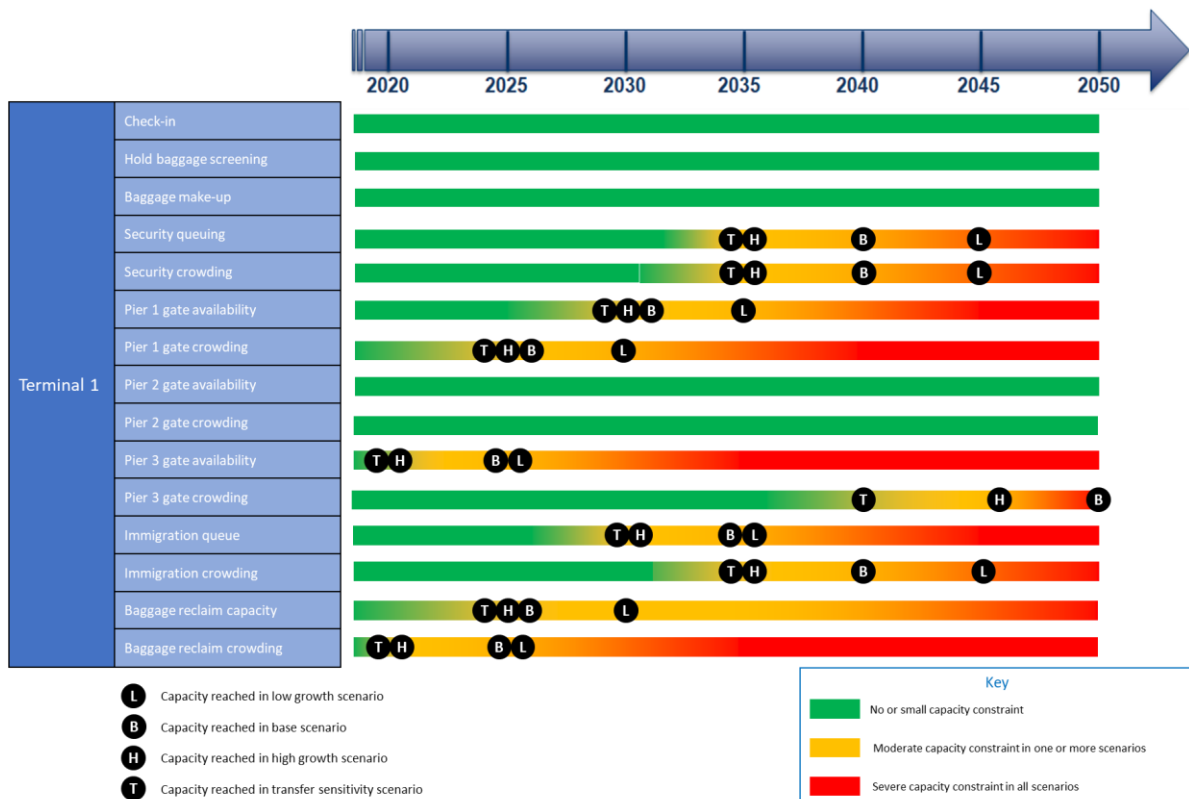 2020 2025 2030 2035 2040 2045 2050
Terminal 1
Check-in
Hold baggage screening
Baggage make-up
Security queuing
T H B L
Security crowding
T H B L
Pier 1 gate availability
T H B L
Pier 1 gate crowding
T H B L
Pier 2 gate availability
Pier 2 gate crowding
Pier 3 gate availability
T H B L
Pier 3 gate crowding
T H B
Immigration queue
T H B L
Immigration crowding
T H B L
Baggage reclaim capacity
T H B L
Baggage reclaim crowding
T H B L
L Capacity reached in low growth scenario
B Capacity reached in base scenario
H Capacity reached in high growth scenario
T Capacity reached in transfer sensitivity scenario
Key
No or small capacity constraint
Moderate capacity constraint in one or more scenarios
Severe capacity constraint in all scenarios